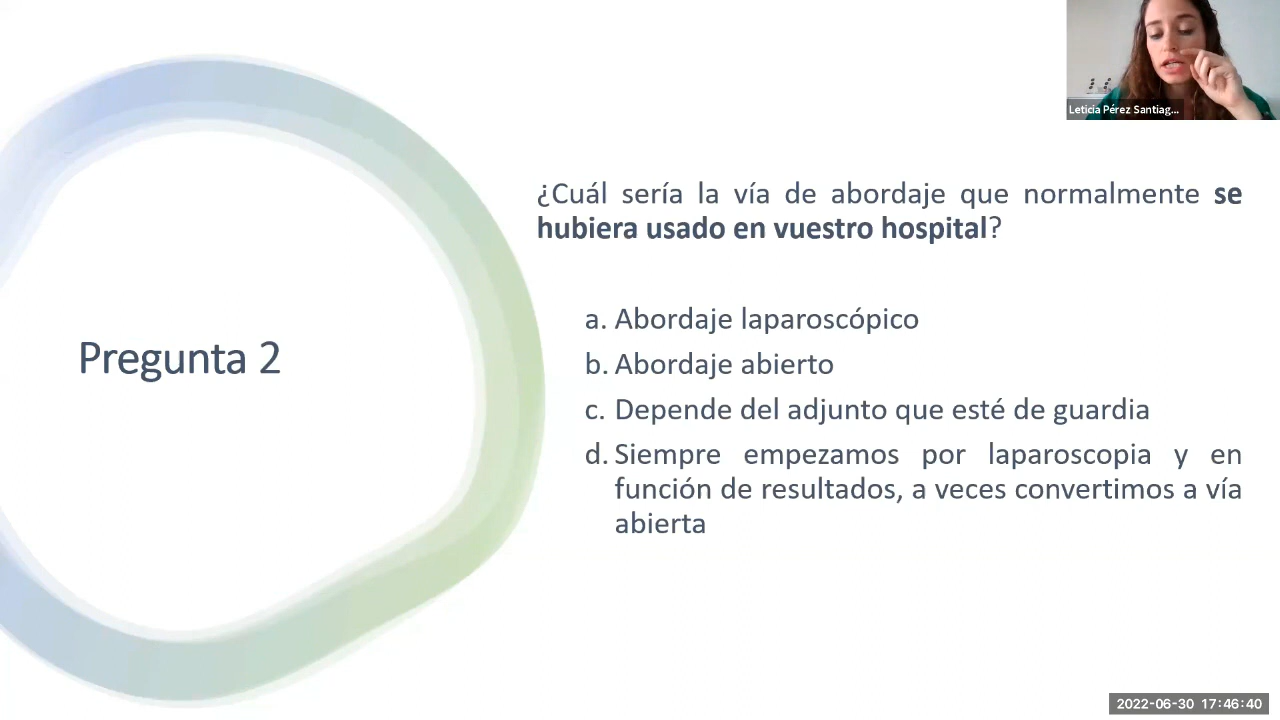 Leticia Pérez Santiag...
¿Cuál sería la vía de abordaje que normalmente se
hubiera usado en vuestro hospital?
Pregunta 2
a. Abordaje laparoscópico
b. Abordaje abierto
c. Depende del adjunto que esté de guardia
d. Siempre empezamos por laparoscopia y en
función de resultados, a veces convertimos a vía
abierta
2022-06-30 17:46:40